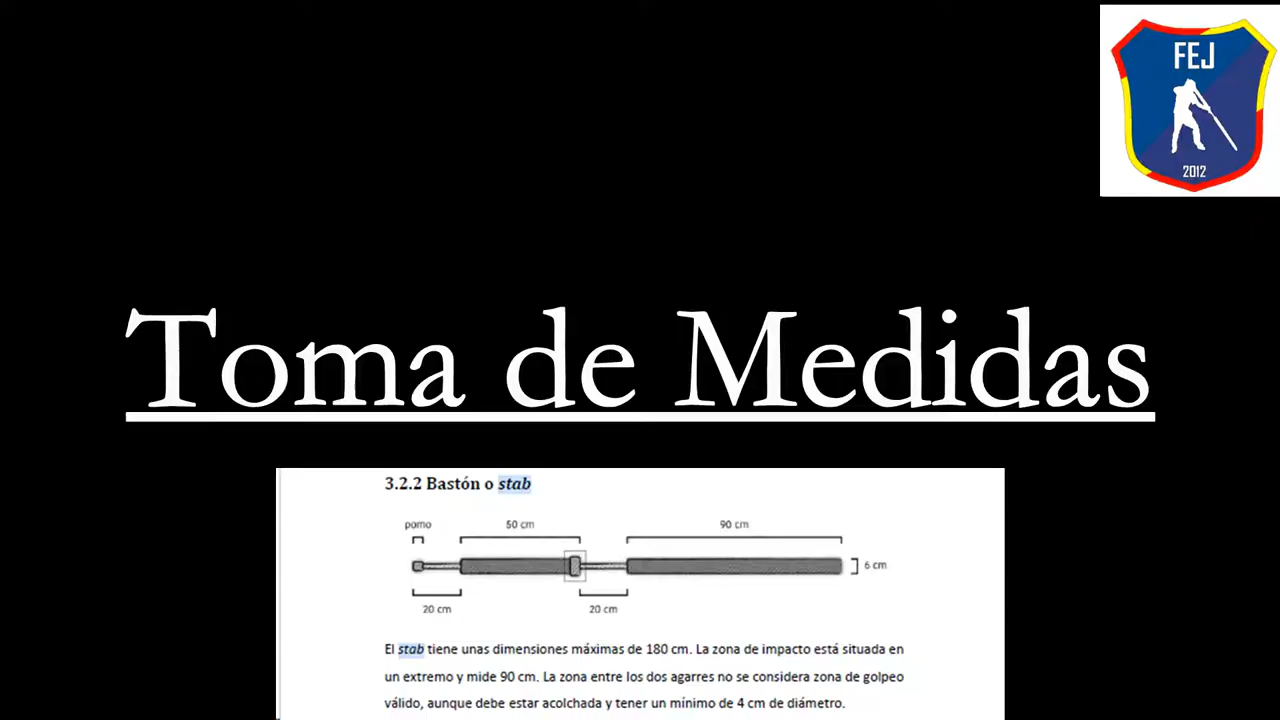 FEJ
2012
Toma de Medidas
3.2.2 Bastón o stab
pomo 50 cm 90 cm
6 cm
20 cm 20 cm
El stab tiene unas dimensiones máximas de 180 cm. La zona de impacto está situada en
un extremo y mide 90 cm. La zona entre los dos agarres no se considera zona de golpeo
válido, aunque debe estar acolchada y tener un mínimo de 4 cm de diámetro.